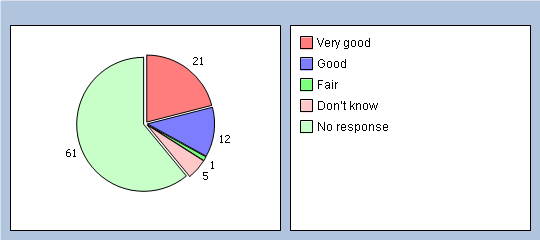 21
12
1
5
61
Very good
Good
Fair
Don't know
No response